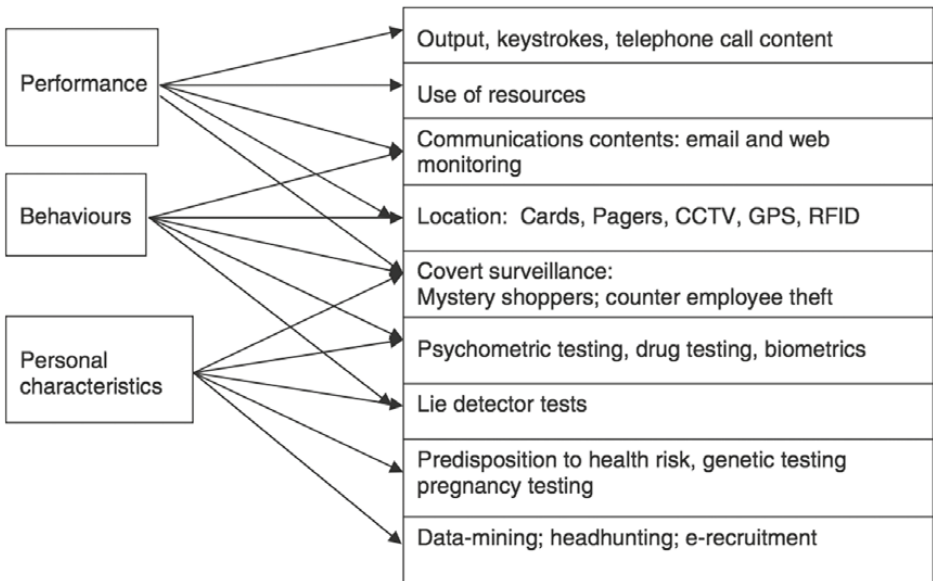 Performance
Behaviours
Personal
characteristics
Output, keystrokes, telephone call content
Use of resources
Communications contents: email and web
monitoring
Location:  Cards, Pagers, CCTV, GPS, RFID
Covert surveillance:
Mystery shoppers; counter employee theft
Psychometric testing, drug testing, biometrics
Lie detector tests
Predisposition to health risk, genetic testing
pregnancy testing
Data-mining; headhunting; e-recruitment